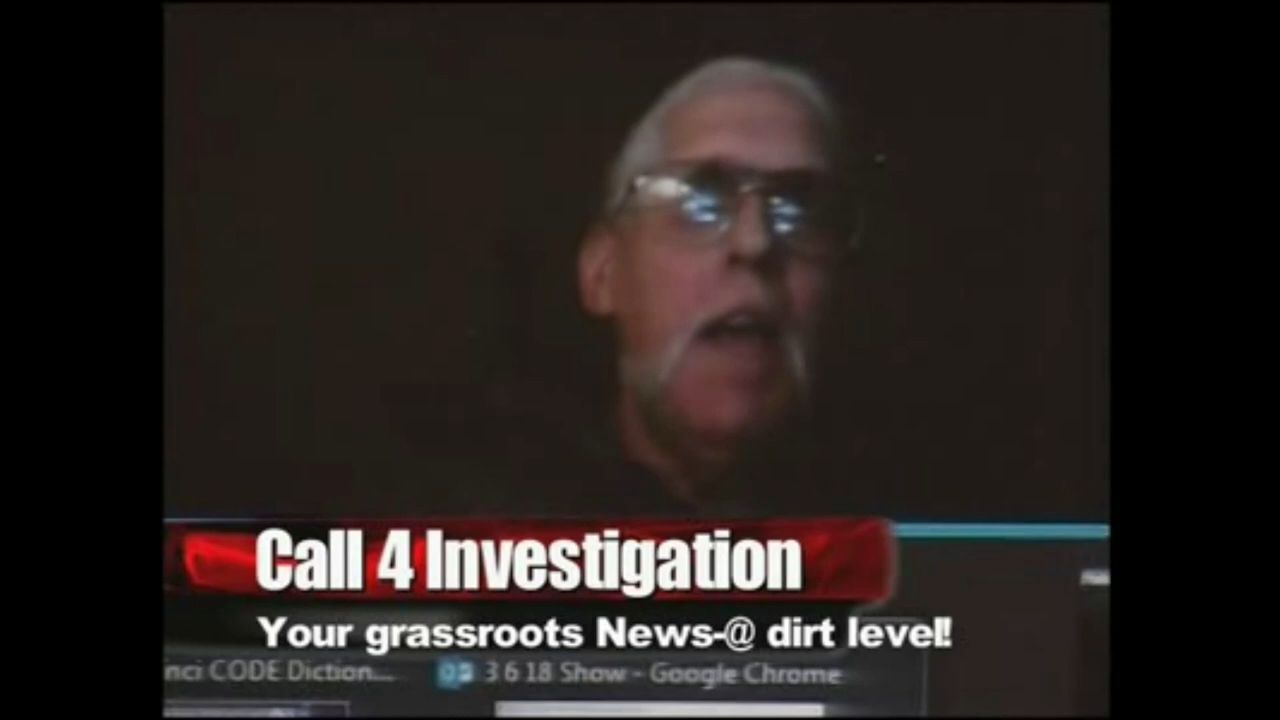 Call 4 Investigation
Your grassroots News-@ dirt level!
nci CODE Diction...
3 6 18 Show - Google Chrome